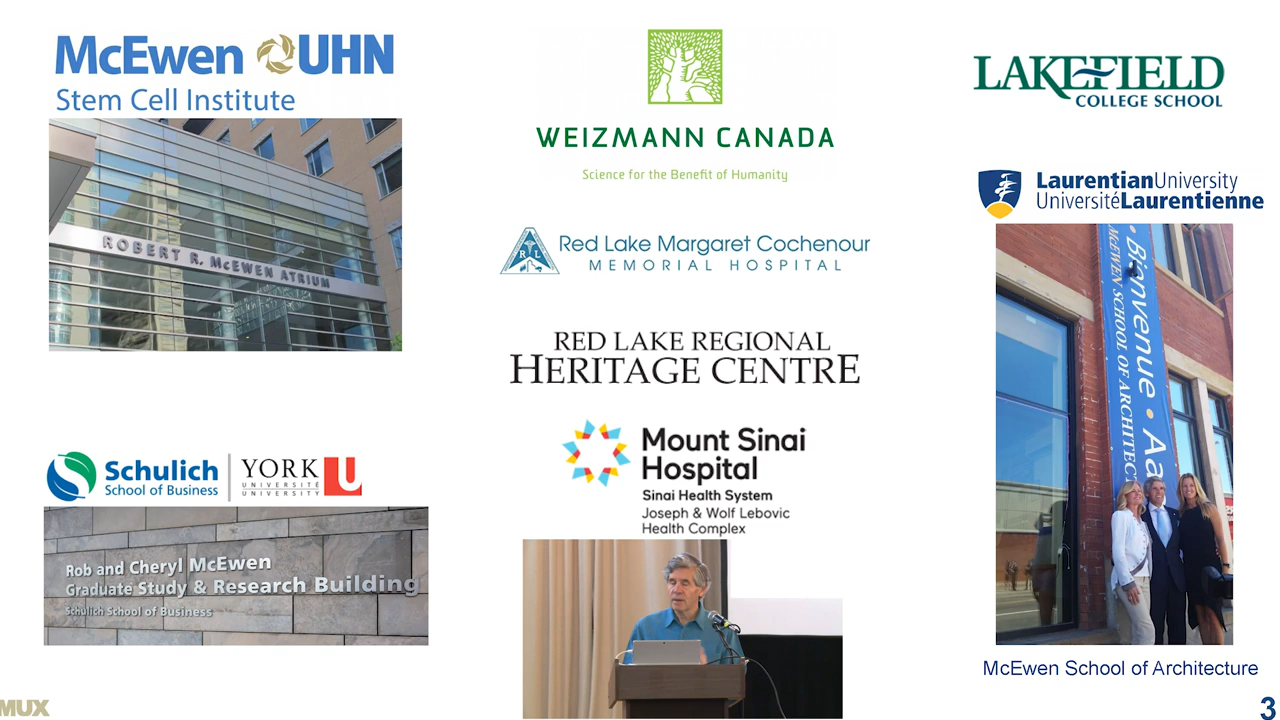 McEwen UHN
Stem Cell Institute
ROBERT R. McEWEN ATRIUM
Schulich
School of Business
YORK U
UNIVERSITÉ
UNIVERSITY
Rob and Cheryl McEwen
Graduate Study & Research Building
Schulich School of Business
WEIZMANN CANADA
Science for the Benefit of Humanity
RL
Red Lake Margaret Cochenour
MEMORIAL HOSPITAL
RED LAKE REGIONAL
HERITAGE CENTRE
Mount Sinai
Hospital
Sinai Health System
Joseph & Wolf Lebovic
Health Complex
LAKEFIELD
COLLEGE SCHOOL
LaurentianUniversity
UniversitéLaurentienne
• Bienvenue • Aa
McEWEN SCHOOL OF ARCHITEC
McEwen School of Architecture
MUX
3